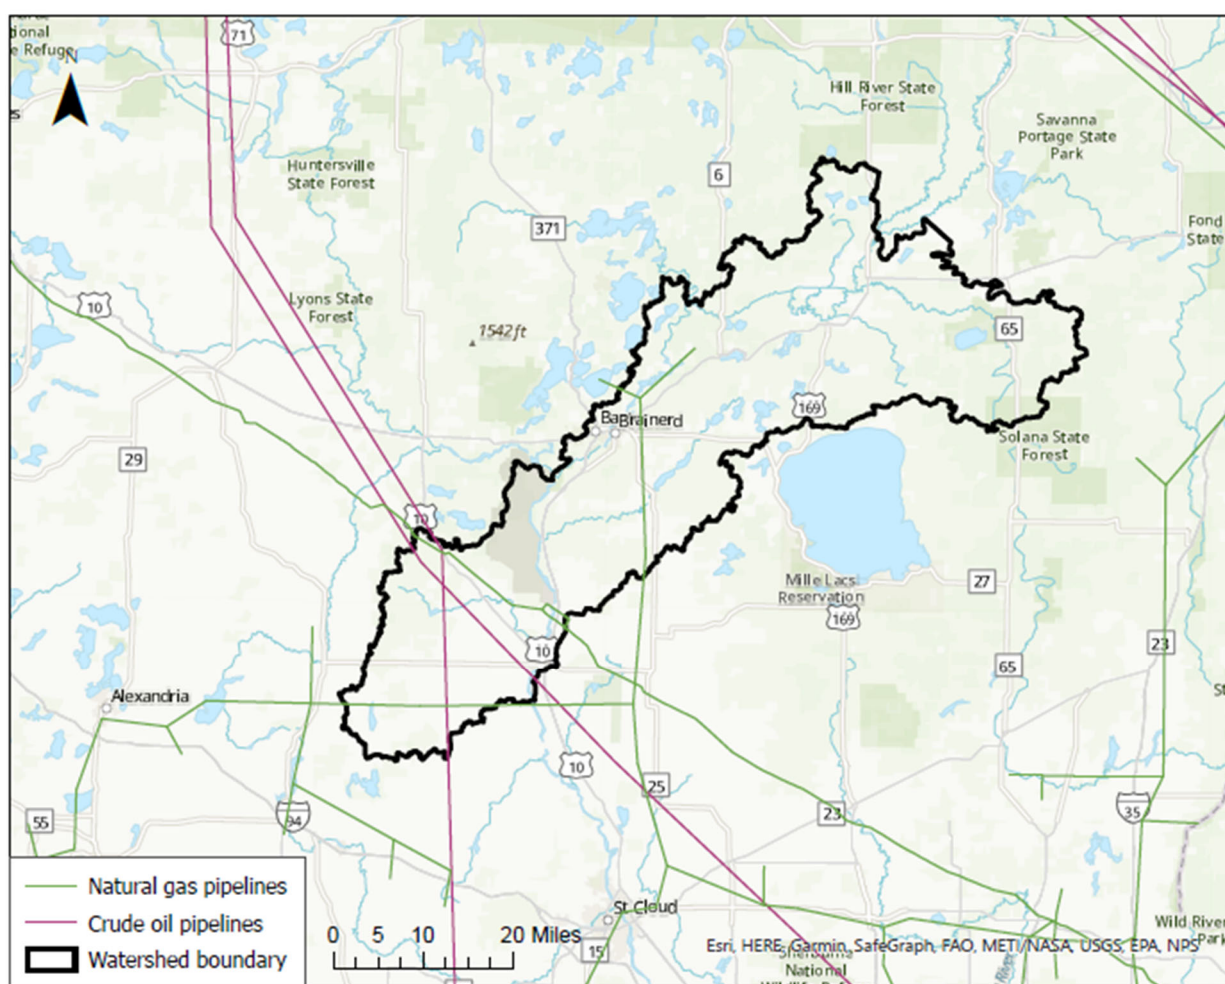 ional
e Refuge
N
71
Hill River State
Forest
Savanna
Portage State
Park
Huntersville
State Forest
6
371
Fond
State
10
Lyons State
Forest
1542 ft
65
169
Brainerd
Solana State
Forest
29
10
27
Mille Lacs
Reservation
169
10
23
65
Alexandria
10
25
23
35
55
94
Natural gas pipelines
Crude oil pipelines
Watershed boundary
0 5 10 20 Miles
St Cloud
15
Wild River
Park
Esri, HERE, Garmin, SafeGraph, FAO, METI/NASA, USGS, EPA, NPS
National